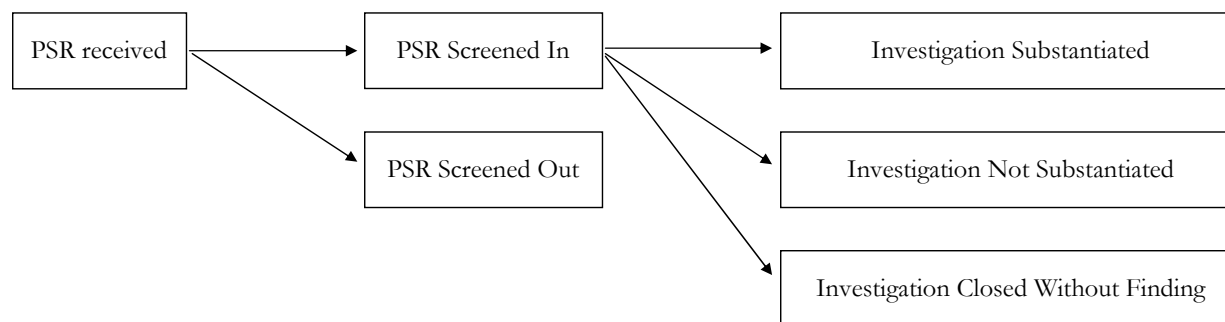 PSR received
PSR Screened In
Investigation Substantiated
PSR Screened Out
Investigation Not Substantiated
Investigation Closed Without Finding